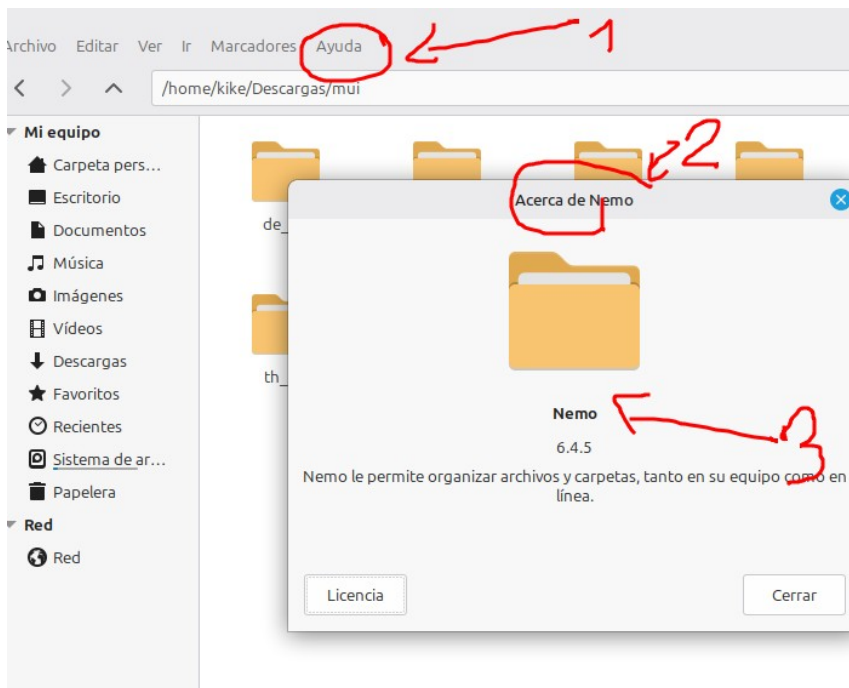 Archivo Editar Ver Ir Marcadores Ayuda
1
/home/kike/Descargas/mui
2
Mi equipo
Carpeta pers...
Escritorio
Documentos
Música
Imágenes
Vídeos
Descargas
Favoritos
Recientes
Sistema de ar...
Papelera
Red
Red
de_
th_
Acerca de Nemo
Nemo
3
6.4.5
Nemo le permite organizar archivos y carpetas, tanto en su equipo como en
línea.
Licencia
Cerrar